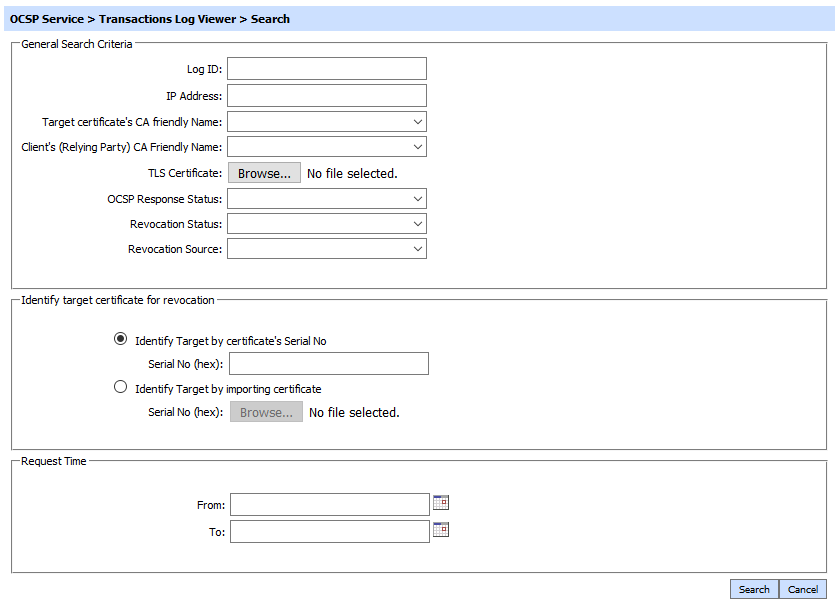 OCSP Service > Transactions Log Viewer > Search
General Search Criteria
Log ID:
IP Address:
Target certificate's CA friendly Name:
Client's (Relying Party) CA Friendly Name:
TLS Certificate: Browse... No file selected.
OCSP Response Status:
Revocation Status:
Revocation Source:
Identify target certificate for revocation
Identify Target by certificate's Serial No
Serial No (hex):
Identify Target by importing certificate
Serial No (hex): Browse... No file selected.
Request Time
From:
To:
Search Cancel